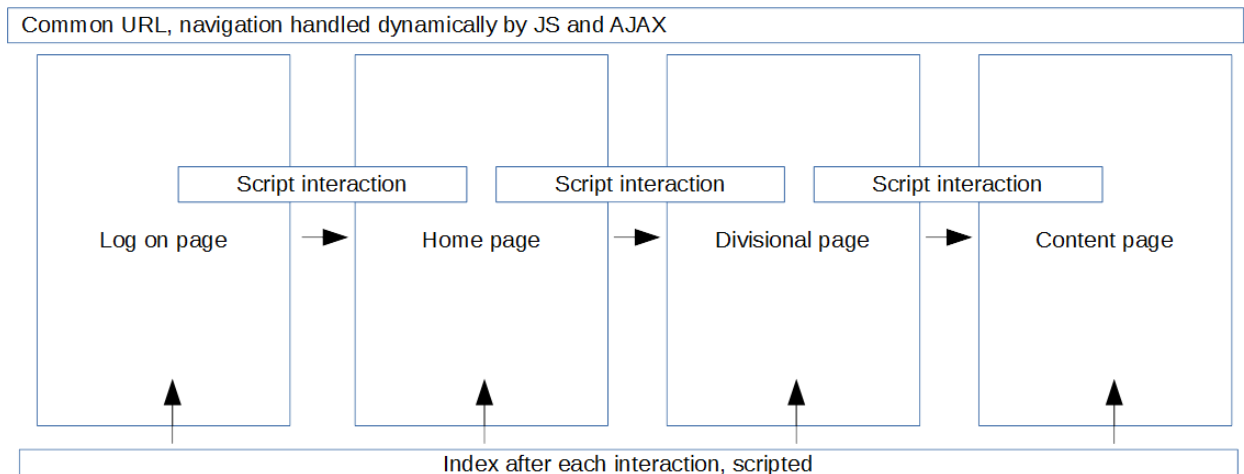 Common URL, navigation handled dynamically by JS and AJAX
Script interaction
Script interaction
Script interaction
Log on page
Home page
Divisional page
Content page
Index after each interaction, scripted